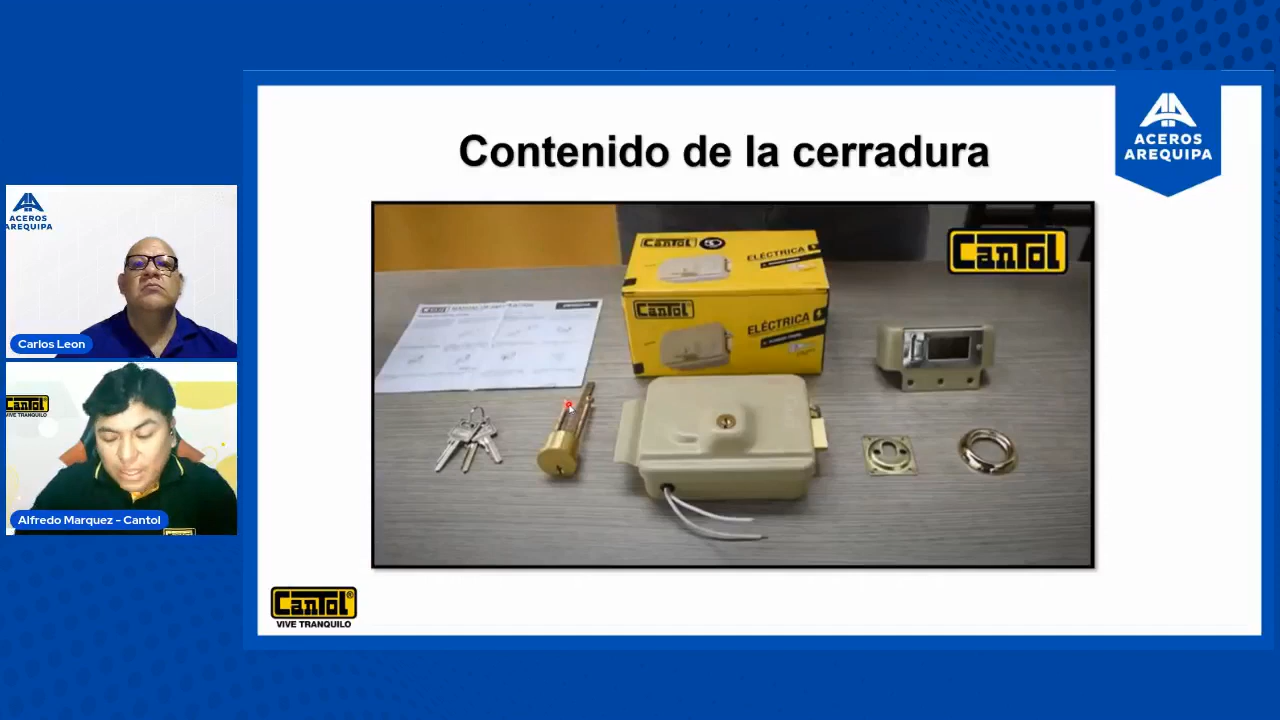 ACEROS
AREQUIPA
Contenido de la cerradura
CanTol
CanTol
ELÉCTRICA
CanTol
ELÉCTRICA
ACEROS
AREQUIPA
Carlos Leon
CanTol
VIVE TRANQUILO
Alfredo Marquez - Cantol
CanTol®
VIVE TRANQUILO